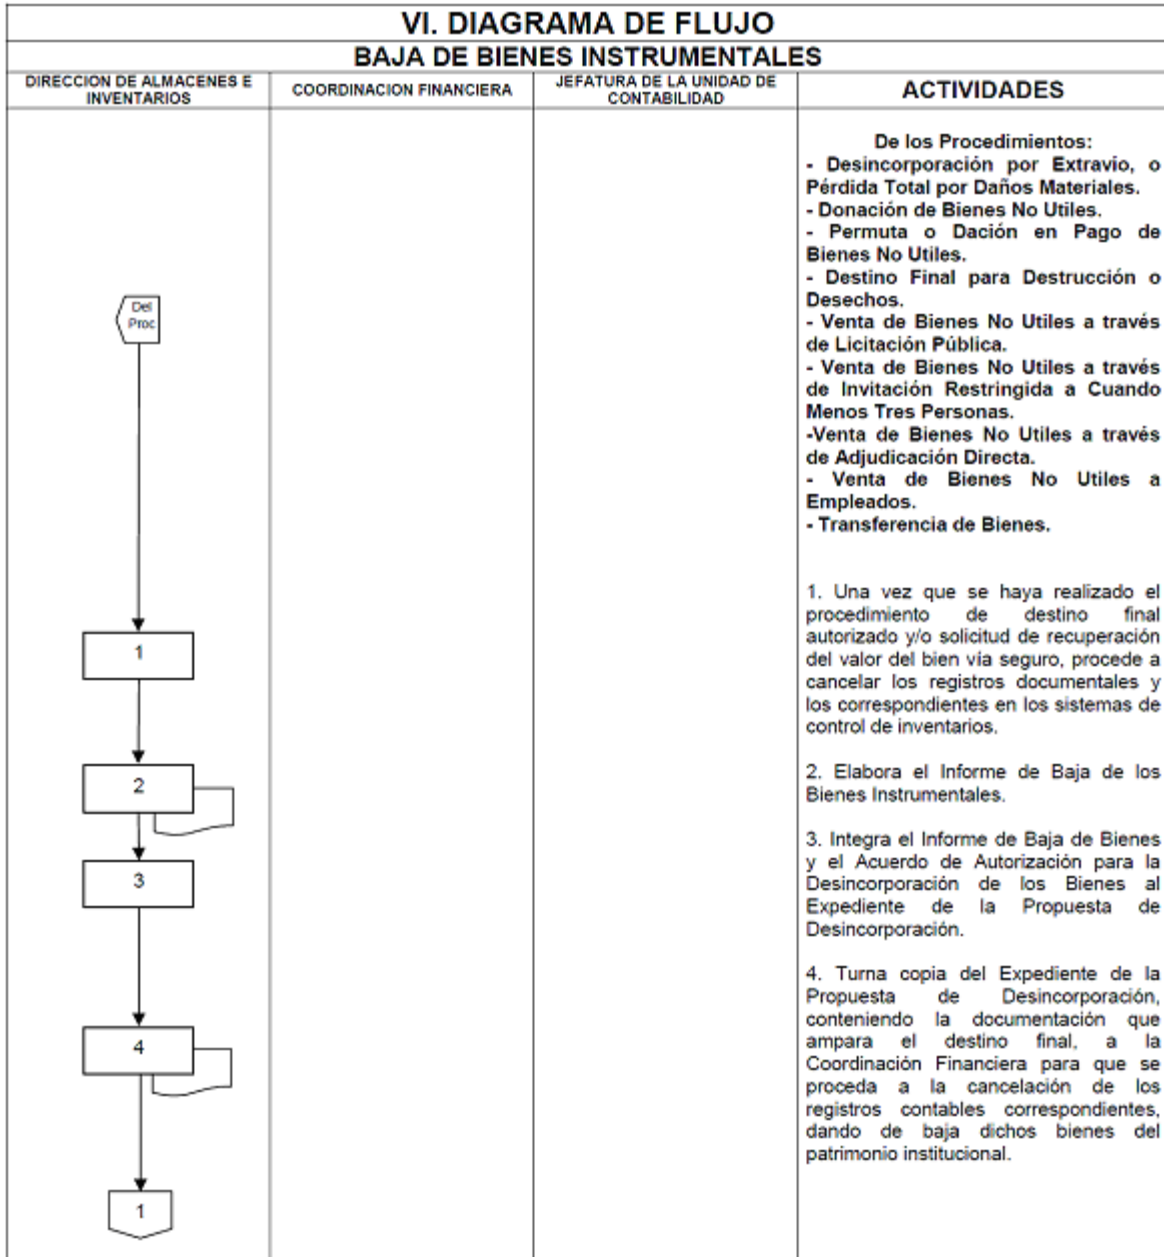 VI. DIAGRAMA DE FLUJO
BAJA DE BIENES INSTRUMENTALES
DIRECCION DE ALMACENES E
INVENTARIOS
COORDINACION FINANCIERA
JEFATURA DE LA UNIDAD DE
CONTABILIDAD
ACTIVIDADES
Del
Proc
1
2
3
4
1
De los Procedimientos:
- Desincorporación por Extravío, o
Pérdida Total por Daños Materiales.
- Donación de Bienes No Utiles.
- Permuta o Dación en Pago de
Bienes No Utiles.
- Destino Final para Destrucción o
Desechos.
- Venta de Bienes No Utiles a través
de Licitación Pública.
- Venta de Bienes No Utiles a través
de Invitación Restringida a Cuando
Menos Tres Personas.
-Venta de Bienes No Utiles a través
de Adjudicación Directa.
- Venta de Bienes No Utiles a
Empleados.
- Transferencia de Bienes.
1. Una vez que se haya realizado el
procedimiento de destino final
autorizado y/o solicitud de recuperación
del valor del bien vía seguro, procede a
cancelar los registros documentales y
los correspondientes en los sistemas de
control de inventarios.
2. Elabora el Informe de Baja de los
Bienes Instrumentales.
3. Integra el Informe de Baja de Bienes
y el Acuerdo de Autorización para la
Desincorporación de los Bienes al
Expediente de la Propuesta de
Desincorporación.
4. Turna copia del Expediente de la
Propuesta de Desincorporación,
conteniendo la documentación que
ampara el destino final, a la
Coordinación Financiera para que se
proceda a la cancelación de los
registros contables correspondientes,
dando de baja dichos bienes del
patrimonio institucional.